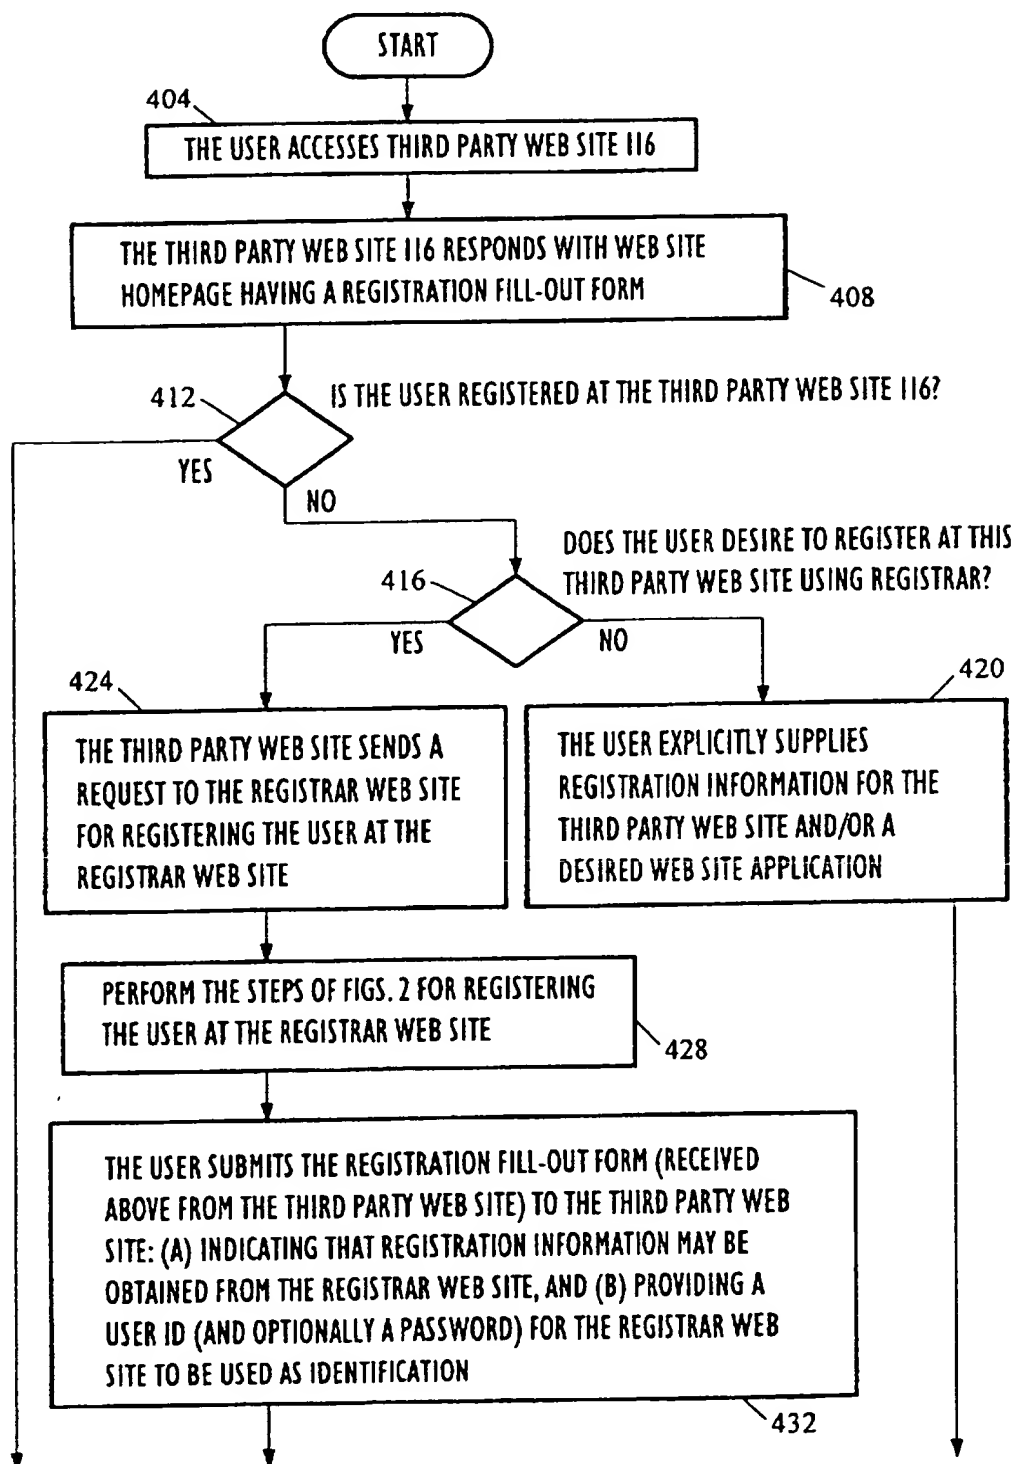 START
404
THE USER ACCESSES THIRD PARTY WEB SITE 116
THE THIRD PARTY WEB SITE 116 RESPONDS WITH WEB SITE
HOMEPAGE HAVING A REGISTRATION FILL-OUT FORM
408
412
IS THE USER REGISTERED AT THE THIRD PARTY WEB SITE 116?
YES
NO
DOES THE USER DESIRE TO REGISTER AT THIS
THIRD PARTY WEB SITE USING REGISTRAR?
416
YES
NO
424
THE THIRD PARTY WEB SITE SENDS A
REQUEST TO THE REGISTRAR WEB SITE
FOR REGISTERING THE USER AT THE
REGISTRAR WEB SITE
420
THE USER EXPLICITLY SUPPLIES
REGISTRATION INFORMATION FOR THE
THIRD PARTY WEB SITE AND/OR A
DESIRED WEB SITE APPLICATION
PERFORM THE STEPS OF FIGS. 2 FOR REGISTERING
THE USER AT THE REGISTRAR WEB SITE
428
THE USER SUBMITS THE REGISTRATION FILL-OUT FORM (RECEIVED
ABOVE FROM THE THIRD PARTY WEB SITE) TO THE THIRD PARTY WEB
SITE: (A) INDICATING THAT REGISTRATION INFORMATION MAY BE
OBTAINED FROM THE REGISTRAR WEB SITE, AND (B) PROVIDING A
USER ID (AND OPTIONALLY A PASSWORD) FOR THE REGISTRAR WEB
SITE TO BE USED AS IDENTIFICATION
432